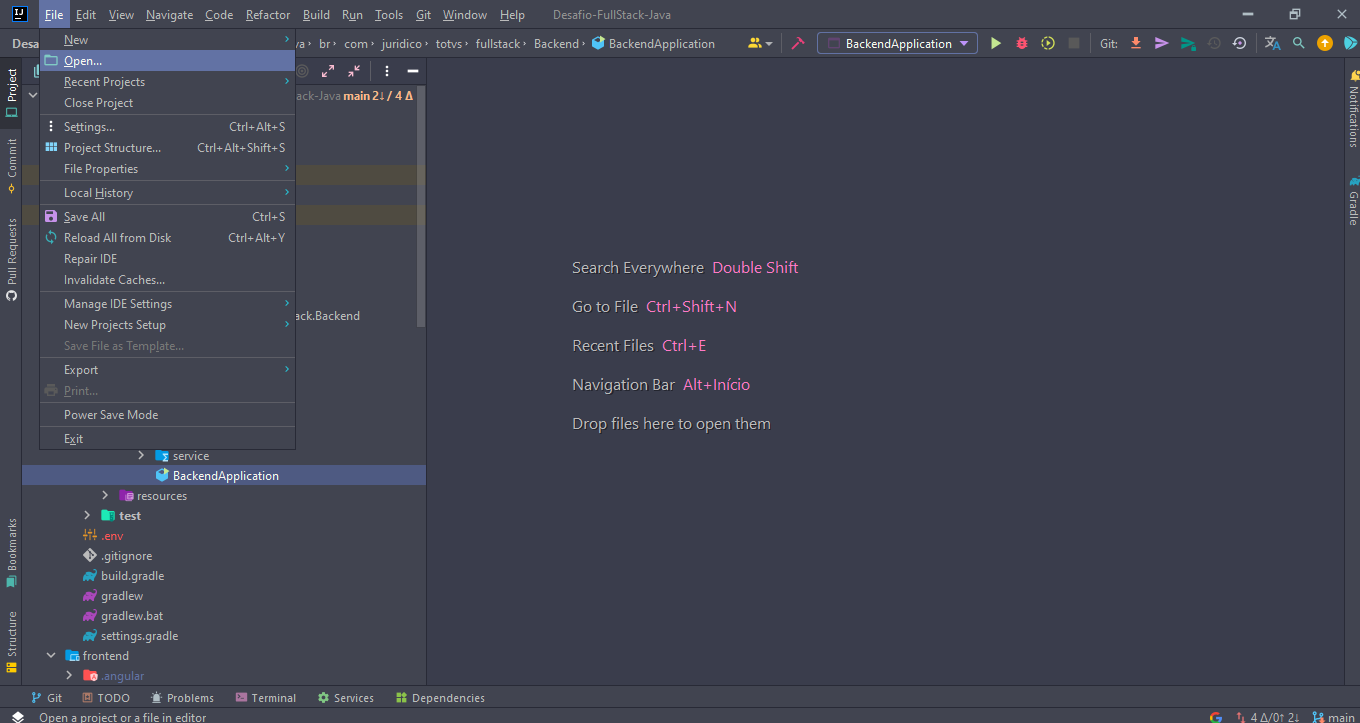 File Edit View Navigate Code Refactor Build Run Tools Git Window Help Desafio-FullStack-Java
br com juridico totvs fullstack Backend BackendApplication BackendApplication Git:
New
Open...
Recent Projects
Close Project
Settings... Ctrl+Alt+S
Project Structure... Ctrl+Alt+Shift+S
File Properties
Local History
Save All Ctrl+S
Reload All from Disk Ctrl+Alt+Y
Repair IDE
Invalidate Caches...
Manage IDE Settings
New Projects Setup
Save File as Template...
Export
Print...
Power Save Mode
Exit
ack-Java main 2↓ / 4 Δ
ack.Backend
service
BackendApplication
resources
test
.env
.gitignore
build.gradle
gradlew
gradlew.bat
settings.gradle
frontend
.angular
Search Everywhere Double Shift
Go to File Ctrl+Shift+N
Recent Files Ctrl+E
Navigation Bar Alt+Início
Drop files here to open them
Project
Commit
Pull Requests
Bookmarks
Structure
Notifications
Gradle
Git TODO Problems Terminal Services Dependencies
Open a project or a file in editor 4 Δ/0↑ 2↓ main